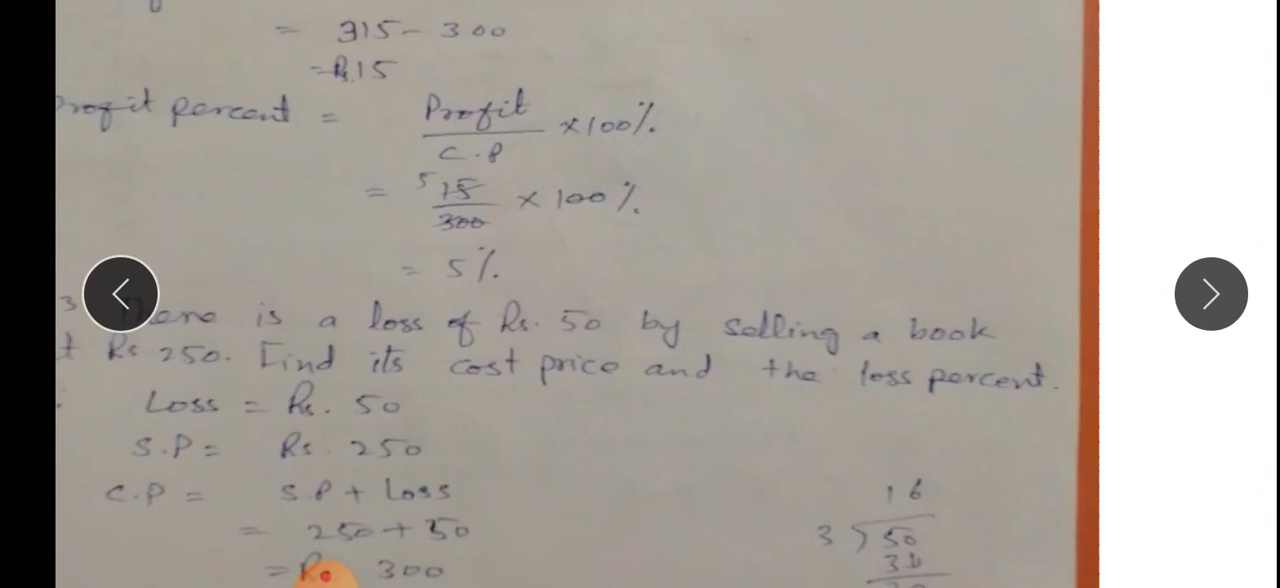 = 315 - 300
= Rs 15
Profit percent = Profit / C.P × 100%
= 5 15 / 300 × 100%
= 5%
3 There is a loss of Rs. 50 by selling a book
t Rs 250. Find its cost price and the loss percent.
: Loss = Rs. 50
S.P = Rs. 250
C.P = S.P + Loss
= 250 + 50
= Rs 300
16
3 ) 50